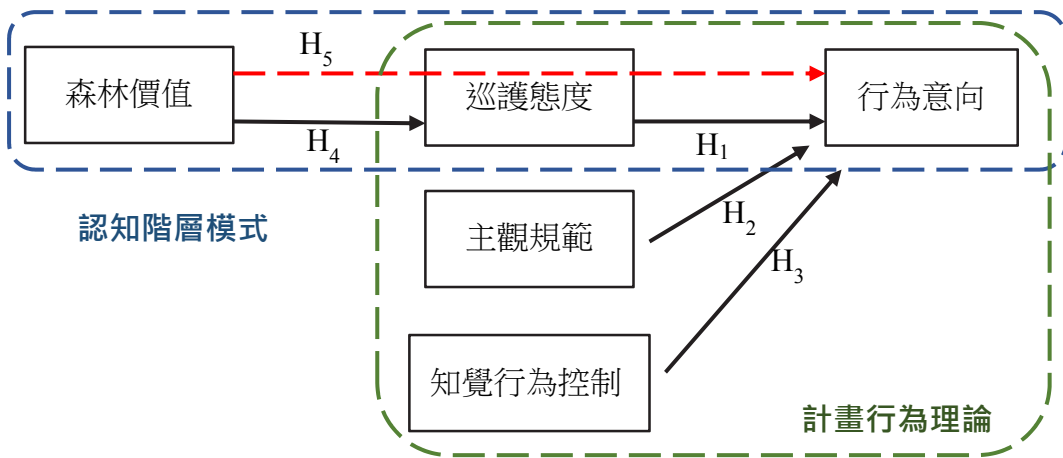 H5
森林價值
巡護態度
行為意向
H4
H1
認知階層模式
主觀規範
H2
H3
知覺行為控制
計畫行為理論